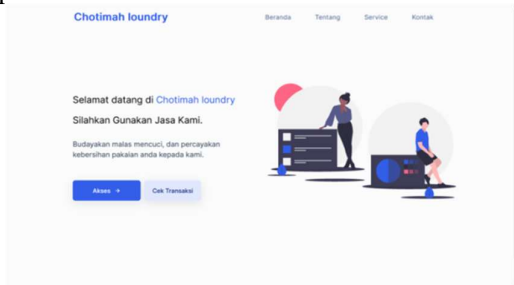 Chotimah loundry
Beranda Tentang Service Kontak
Selamat datang di Chotimah loundry
Silahkan Gunakan Jasa Kami.
Budayakan malas mencuci, dan percayakan
kebersihan pakaian anda kepada kami.
Akses → Cek Transaksi